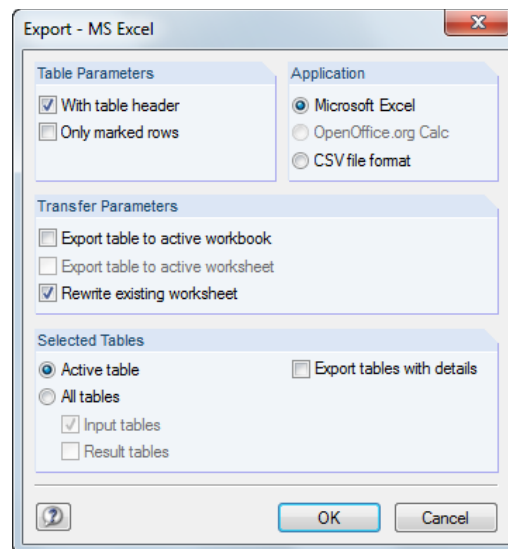 Export - MS Excel
Table Parameters
With table header
Only marked rows
Application
Microsoft Excel
OpenOffice.org Calc
CSV file format
Transfer Parameters
Export table to active workbook
Export table to active worksheet
Rewrite existing worksheet
Selected Tables
Active table
All tables
Input tables
Result tables
Export tables with details
OK
Cancel